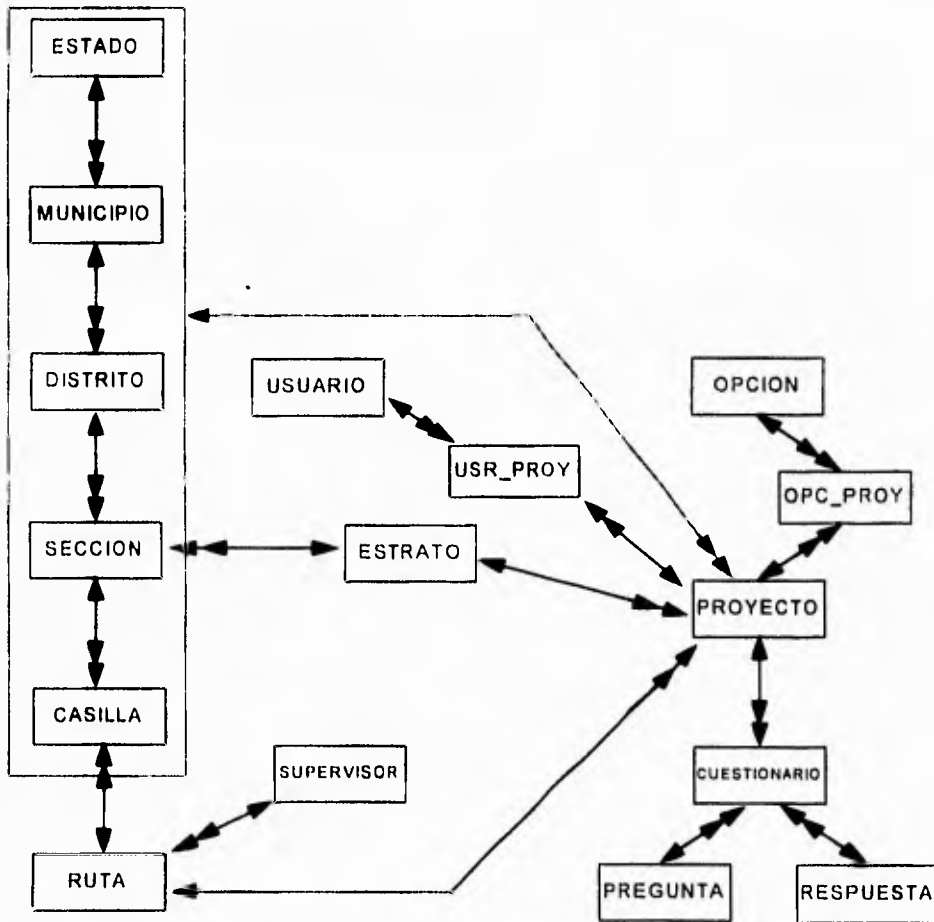 ESTADO
MUNICIPIO
DISTRITO
USUARIO
OPCION
USR_PROY
OPC_PROY
SECCION
ESTRATO
PROYECTO
CASILLA
SUPERVISOR
CUESTIONARIO
RUTA
PREGUNTA
RESPUESTA